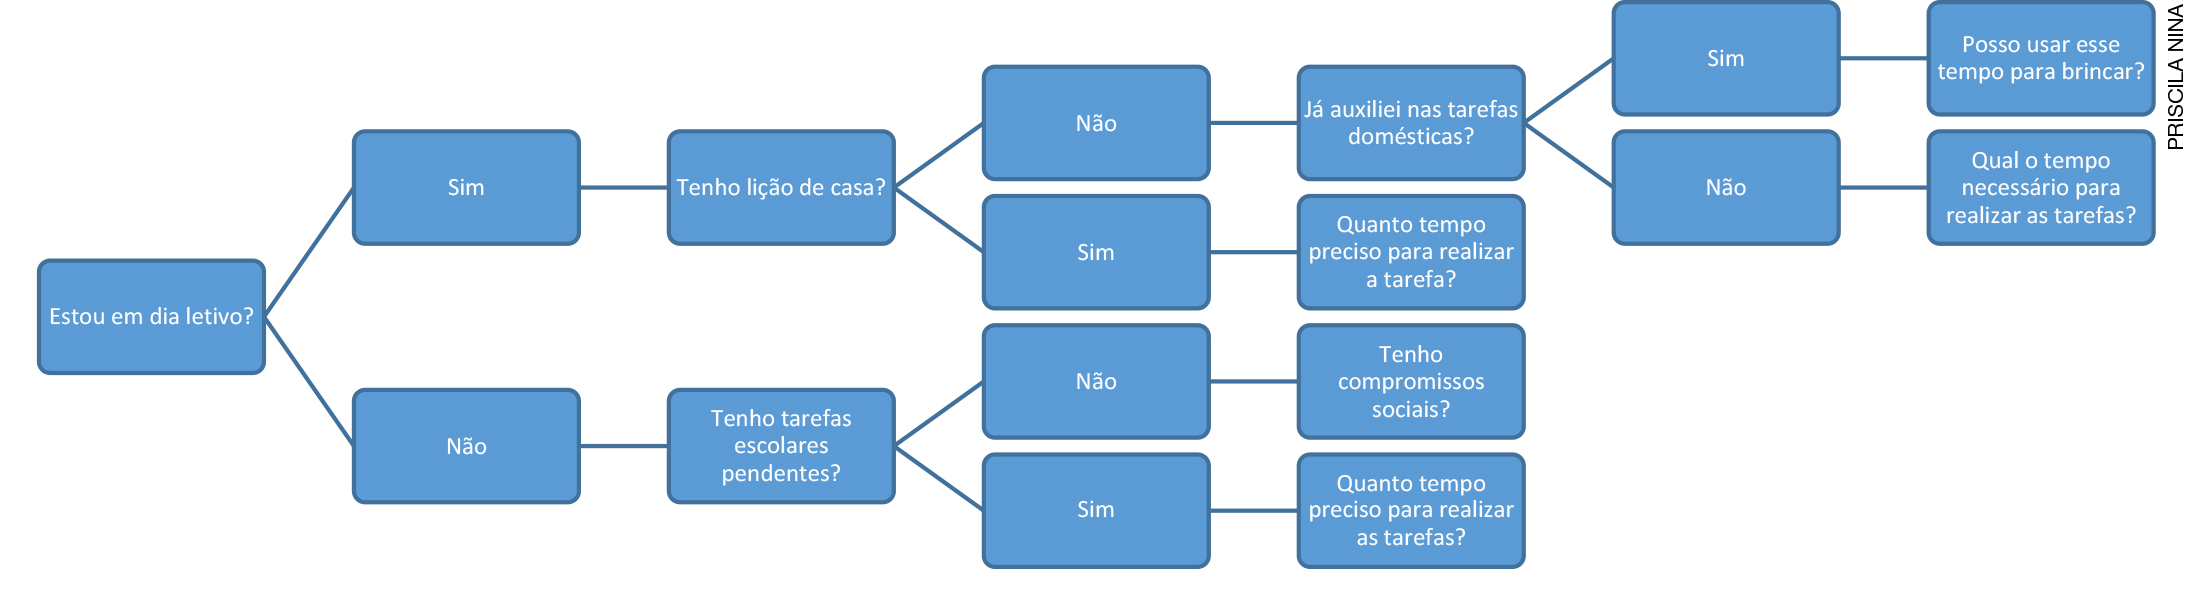 Estou em dia letivo?
Sim
Tenho lição de casa?
Não
Já auxiliei nas tarefas
domésticas?
Sim
Posso usar esse
tempo para brincar?
Não
Qual o tempo
necessário para
realizar as tarefas?
Sim
Quanto tempo
preciso para realizar
a tarefa?
Não
Tenho tarefas
escolares
pendentes?
Não
Tenho
compromissos
sociais?
Sim
Quanto tempo
preciso para realizar
as tarefas?
PRISCILA NINA